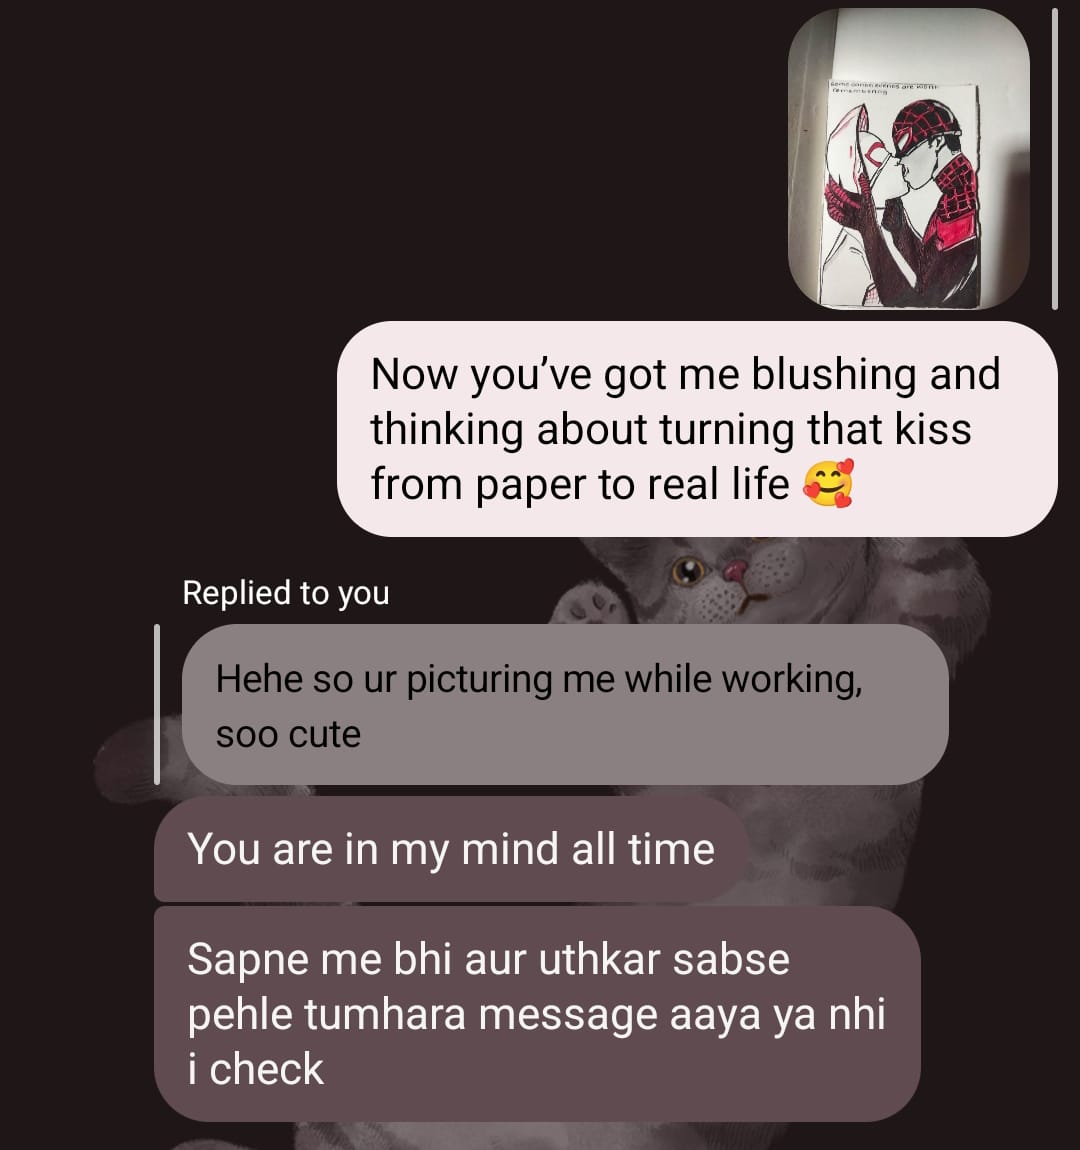 remembering
Now you’ve got me blushing and
thinking about turning that kiss
from paper to real life 🥰
Replied to you
Hehe so ur picturing me while working,
soo cute
You are in my mind all time
Sapne me bhi aur uthkar sabse
pehle tumhara message aaya ya nhi
i check